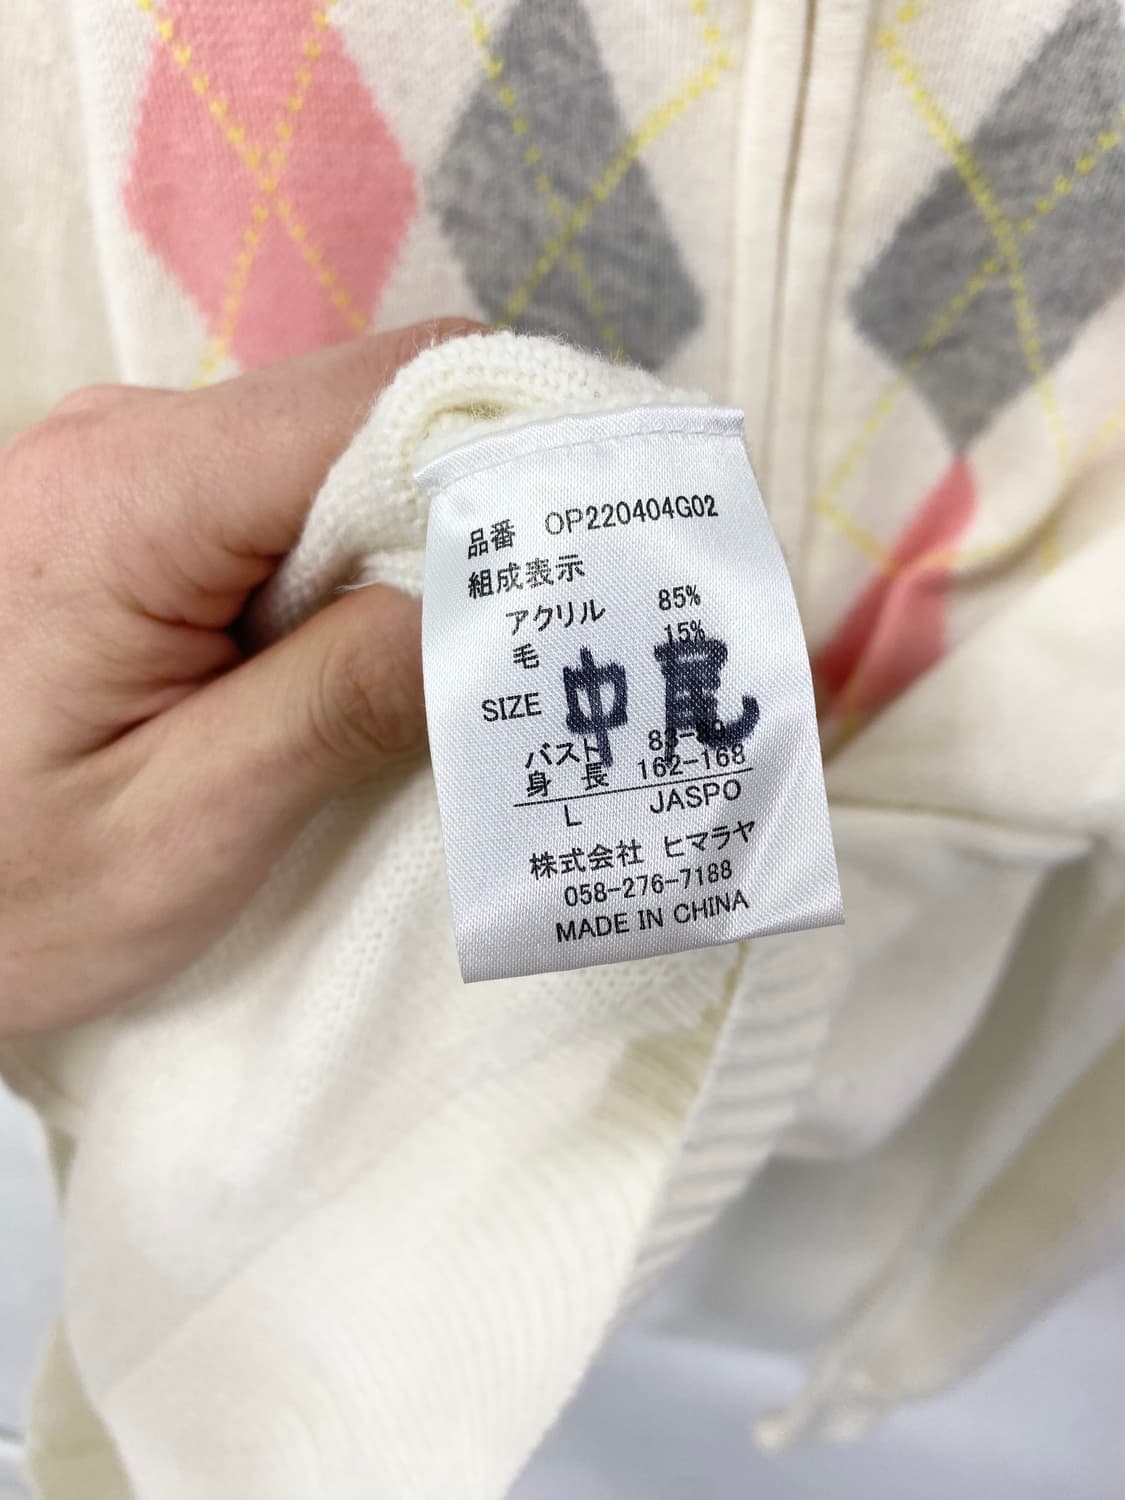 品番 OP220404G02
組成表示
アクリル 85%
毛 15%
中尾
SIZE
バスト
身長 162-168
L JASPO
株式会社 ヒマラヤ
058-276-7188
MADE IN CHINA